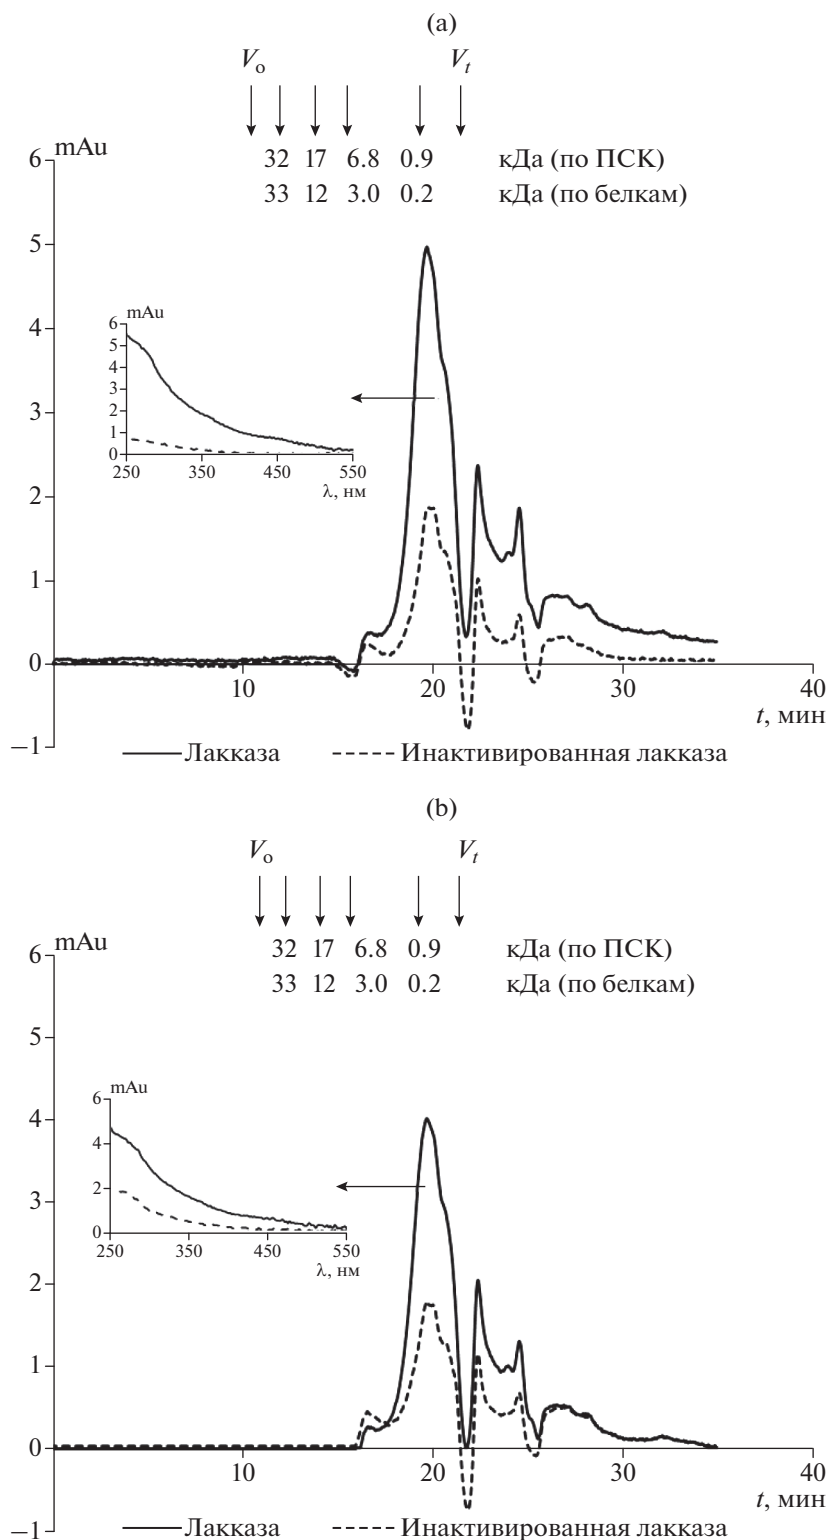 (a)
Vo Vt
mAu
32 17 6.8 0.9 кДа (по ПСК)
33 12 3.0 0.2 кДа (по белкам)
6
5
4
3
2
1
0
−1
10 20 30 40
t, мин
mAu
6
5
4
3
2
1
0
250 350 450 550
λ, нм
Лакказа Инактивированная лакказа
(b)
Vo Vt
mAu
32 17 6.8 0.9 кДа (по ПСК)
33 12 3.0 0.2 кДа (по белкам)
6
5
4
3
2
1
0
−1
10 20 30 40
t, мин
mAu
6
4
2
0
250 350 450 550
λ, нм
Лакказа Инактивированная лакказа